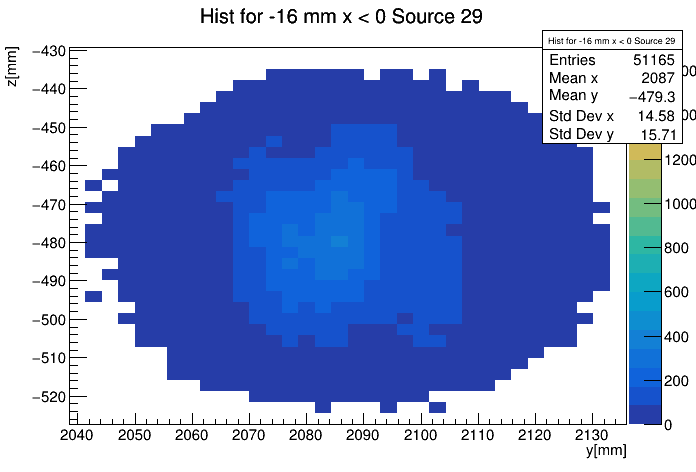 Hist for -16 mm x < 0 Source 29
z[mm]
−430
−440
−450
−460
−470
−480
−490
−500
−510
−520
2040 2050 2060 2070 2080 2090 2100 2110 2120 2130
y[mm]
Hist for -16 mm x < 0 Source 29
Entries 51165
Mean x 2087
Mean y −479.3
Std Dev x 14.58
Std Dev y 15.71
1200
1000
800
600
400
200
0